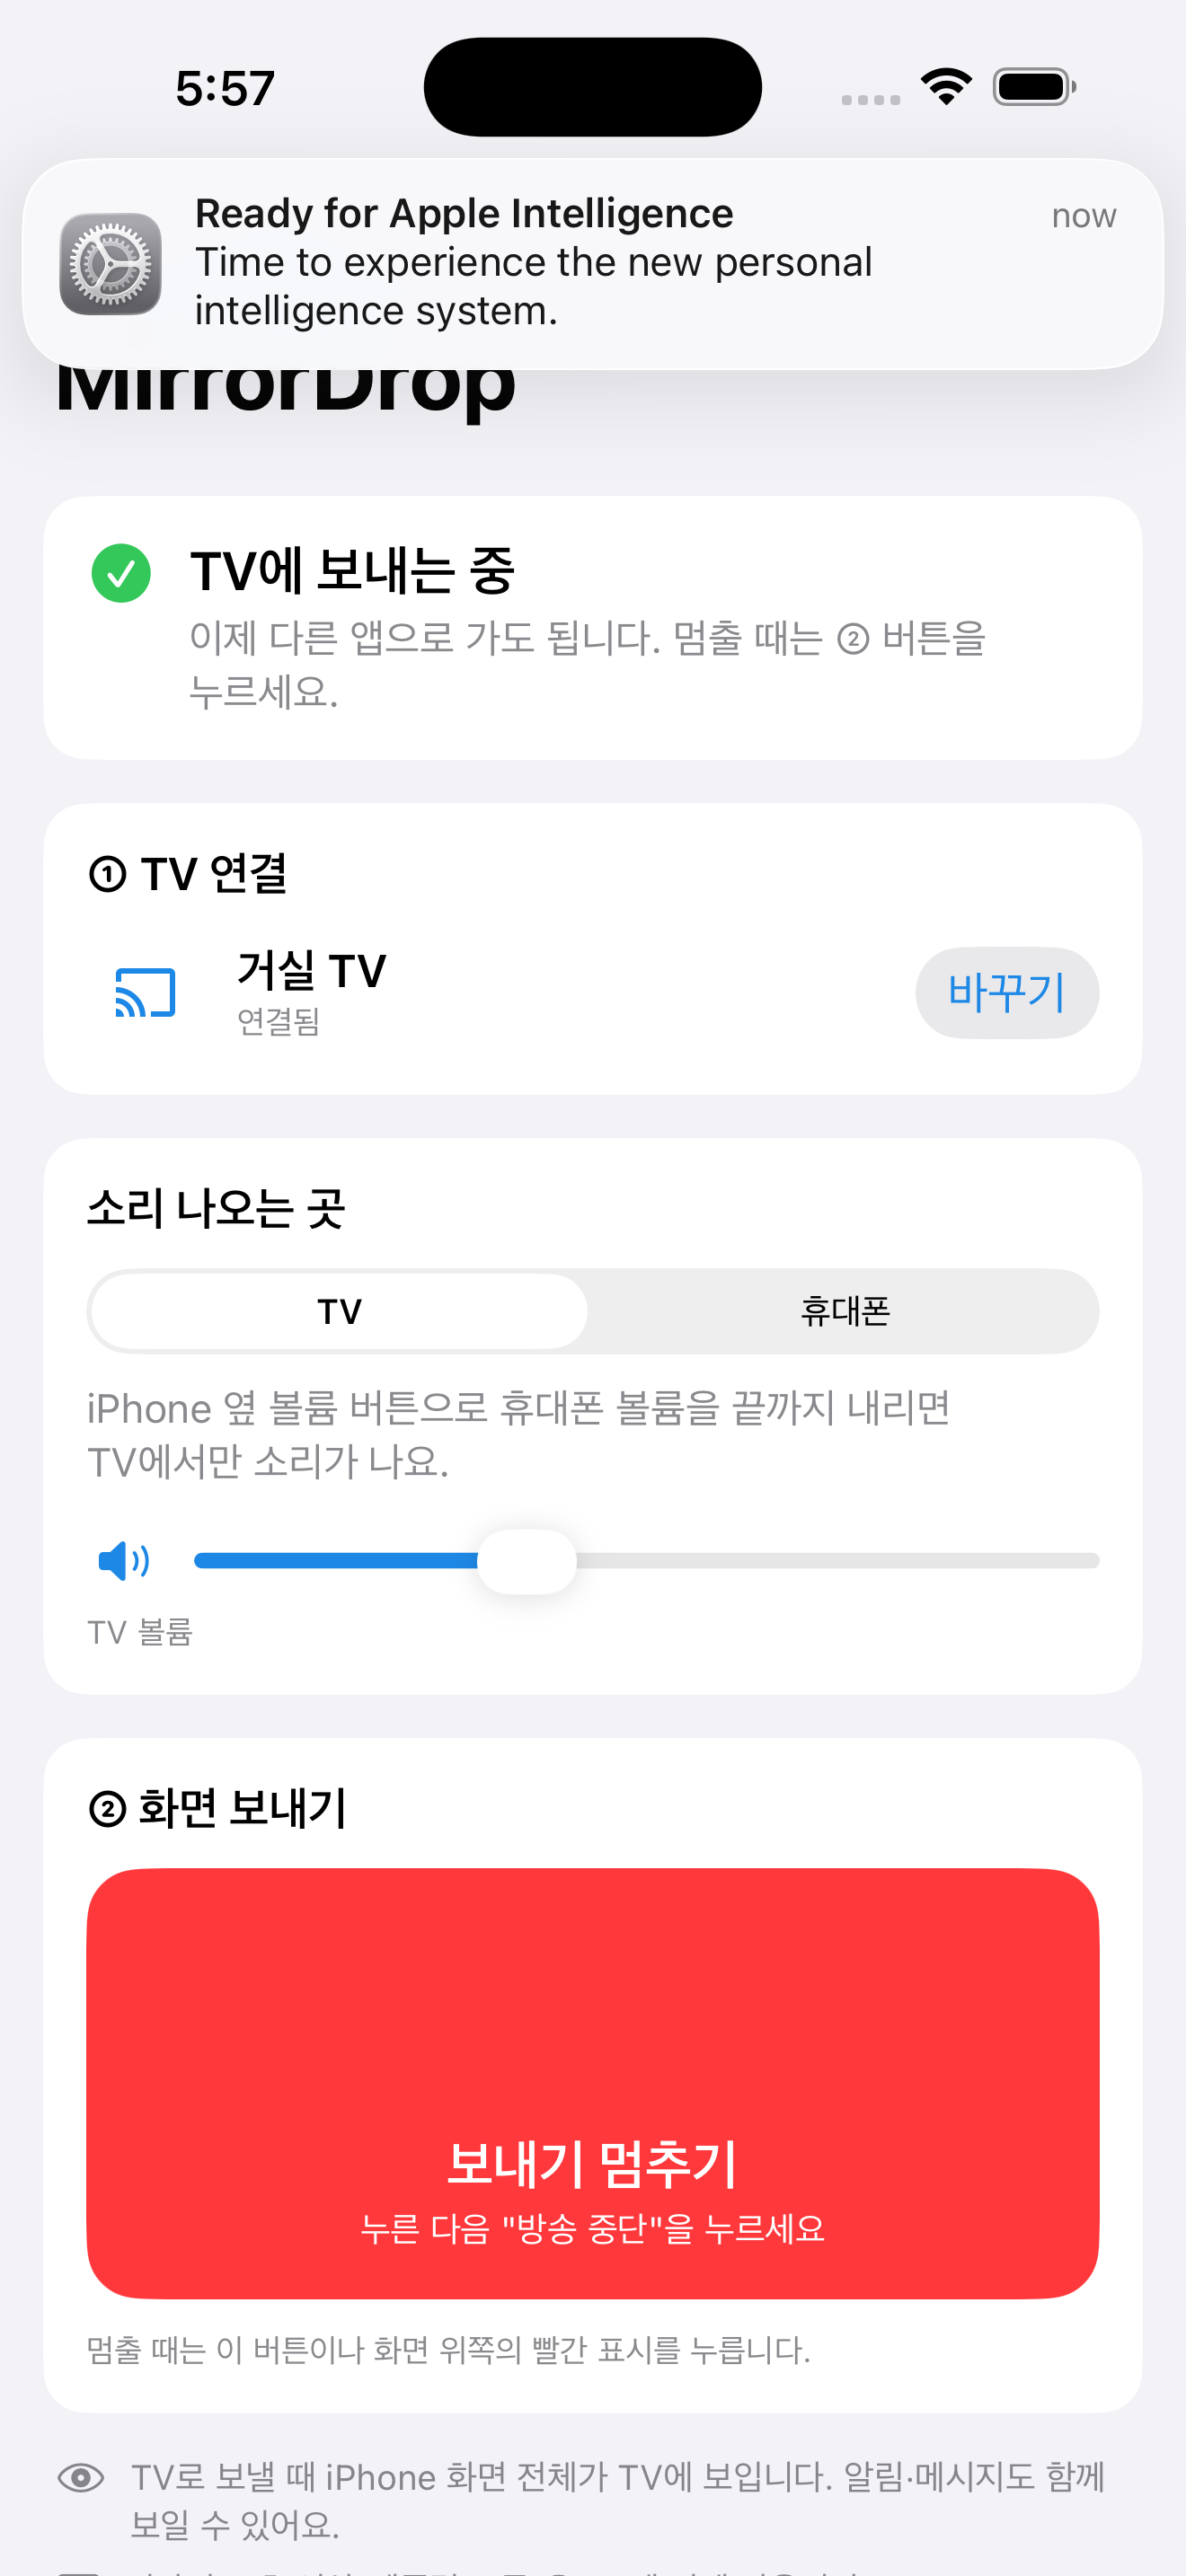 5:57
Ready for Apple Intelligence
now
Time to experience the new personal
intelligence system.
MirrorDrop
TV에 보내는 중
이제 다른 앱으로 가도 됩니다. 멈출 때는 ② 버튼을
누르세요.
① TV 연결
거실 TV
연결됨
바꾸기
소리 나오는 곳
TV
휴대폰
iPhone 옆 볼륨 버튼으로 휴대폰 볼륨을 끝까지 내리면
TV에서만 소리가 나요.
TV 볼륨
② 화면 보내기
보내기 멈추기
누른 다음 "방송 중단"을 누르세요
멈출 때는 이 버튼이나 화면 위쪽의 빨간 표시를 누릅니다.
TV로 보낼 때 iPhone 화면 전체가 TV에 보입니다. 알림·메시지도 함께
보일 수 있어요.